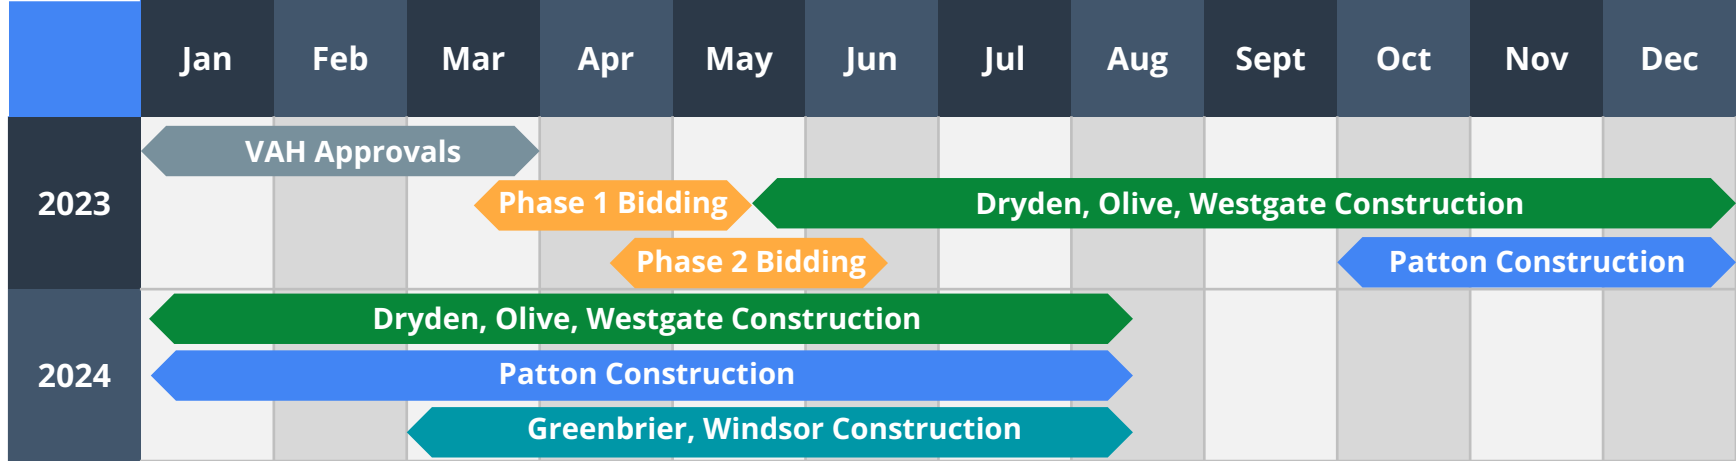 Jan Feb Mar Apr May Jun Jul Aug Sept Oct Nov Dec
2023
VAH Approvals
Phase 1 Bidding
Dryden, Olive, Westgate Construction
Phase 2 Bidding
Patton Construction
2024
Dryden, Olive, Westgate Construction
Patton Construction
Greenbrier, Windsor Construction